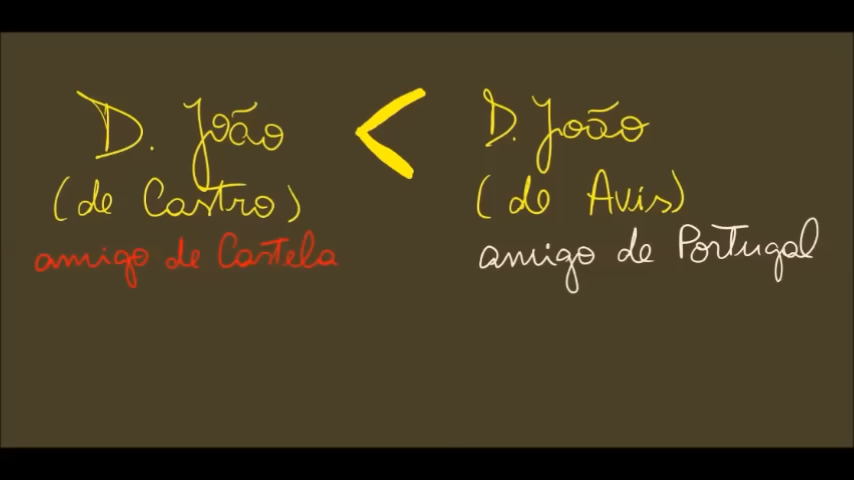 D. João < D. João
(de Castro) (de Avis)
amigo de Castela amigo de Portugal